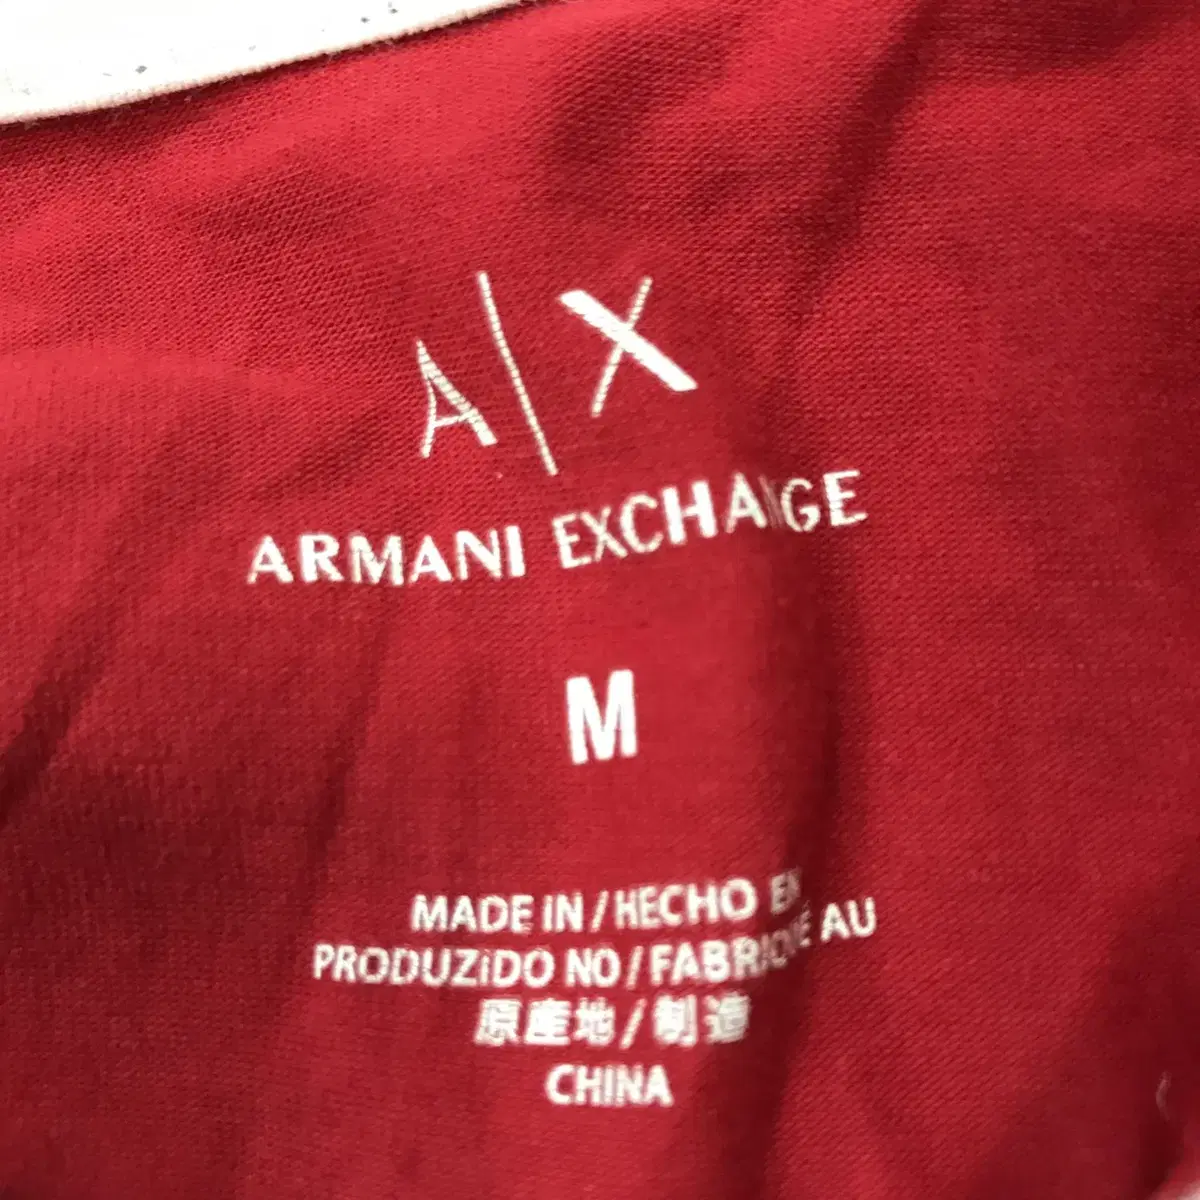 A|X
ARMANI EXCHANGE
M
MADE IN / HECHO EN
PRODUZIDO NO / FABRIQUÉ AU
原産地 / 制造
CHINA